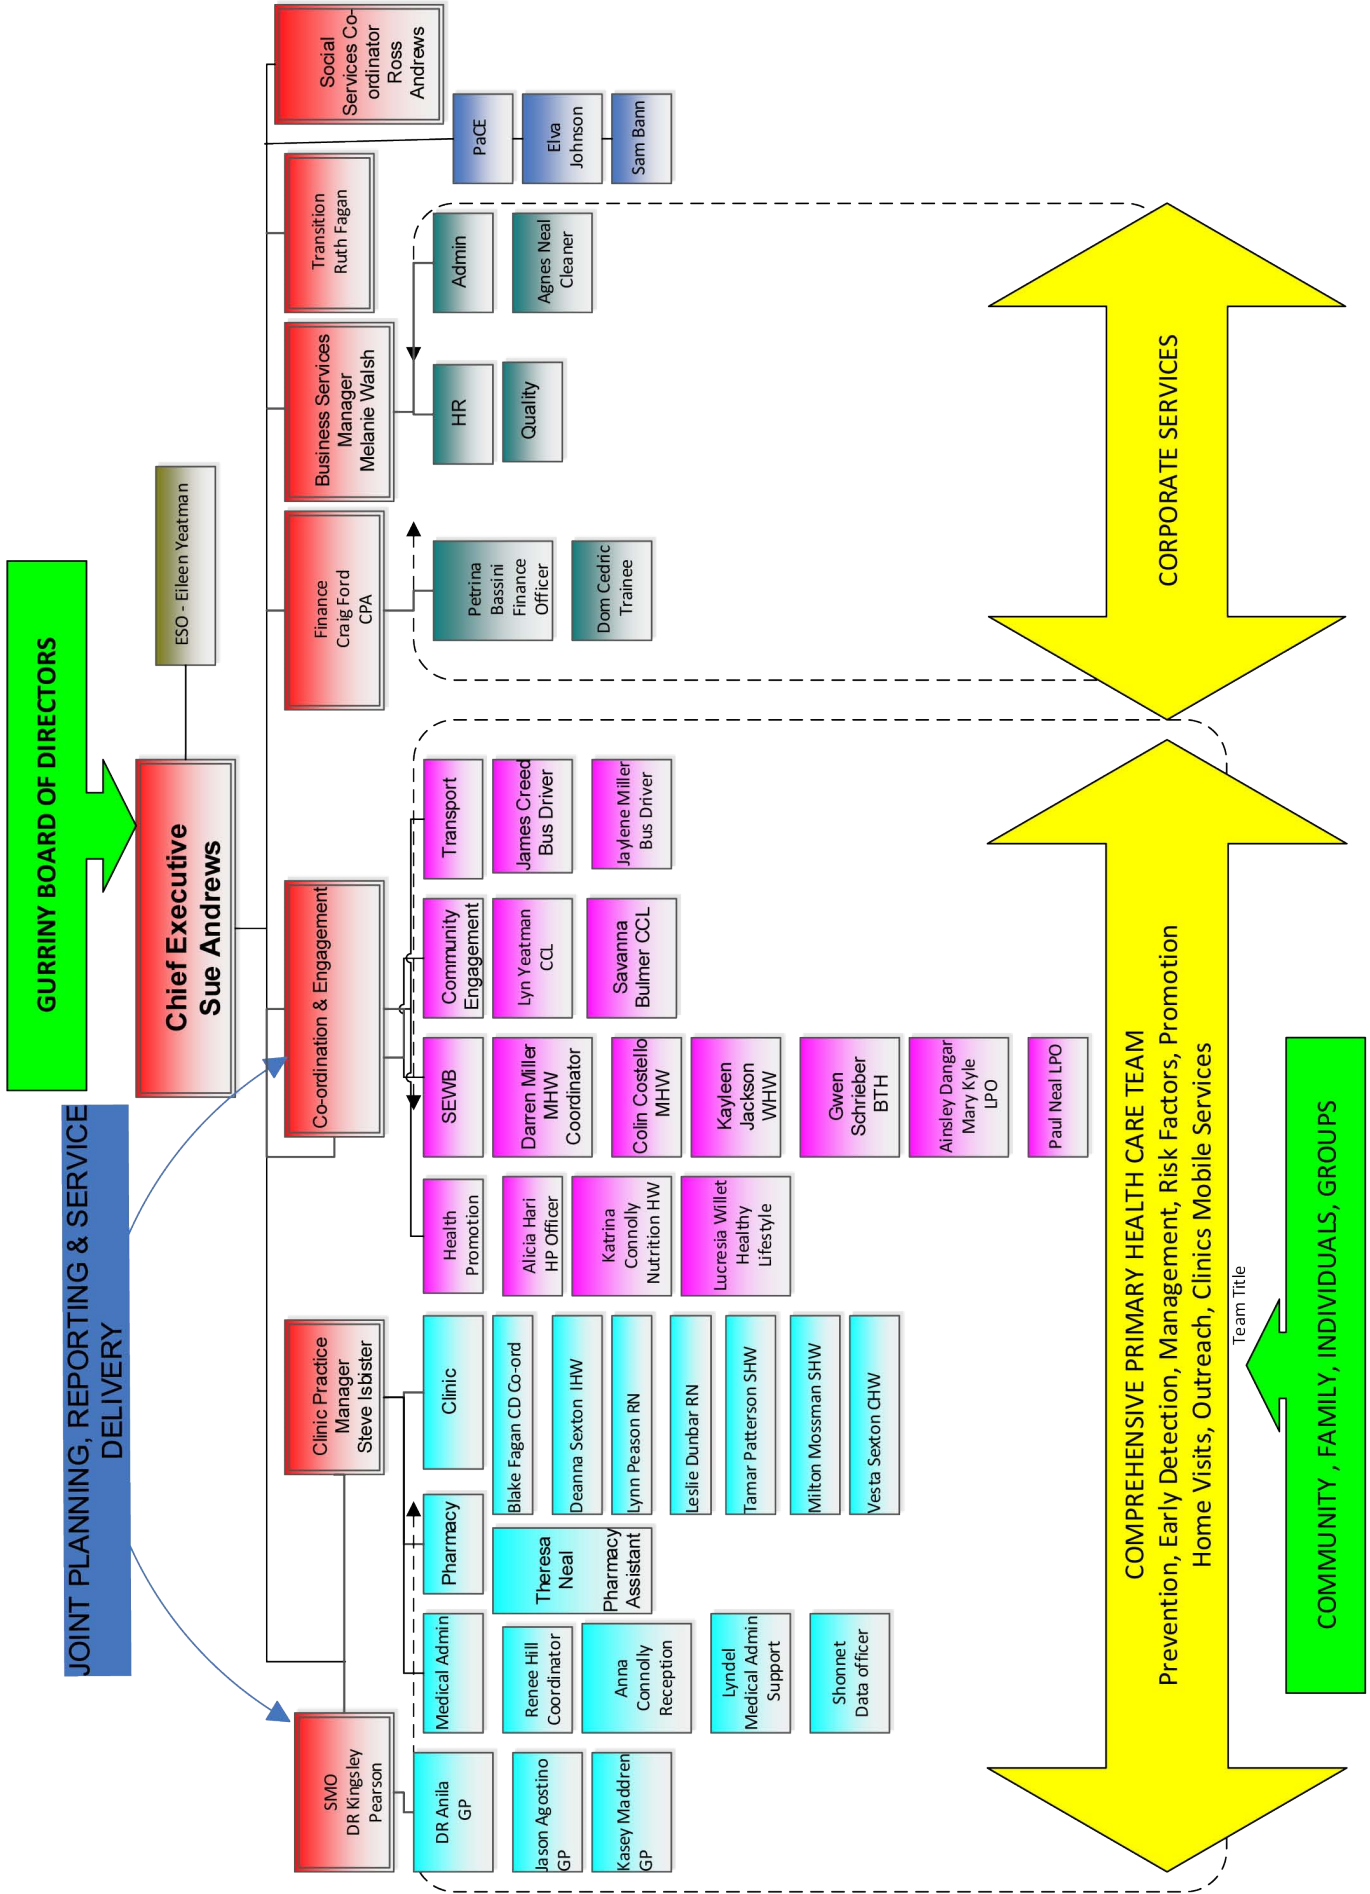 GURRINY BOARD OF DIRECTORS
JOINT PLANNING, REPORTING & SERVICE
DELIVERY
Chief Executive
Sue Andrews
ESO - Eileen Yeatman
SMO
DR Kingsley
Pearson
Clinic Practice
Manager
Steve Isbister
Co-ordination & Engagement
Finance
Craig Ford
CPA
Business Services
Manager
Melanie Walsh
Transition
Ruth Fagan
Social
Services Co-
ordinator
Ross
Andrews
DR Anila
GP
Jason Agostino
GP
Kasey Maddren
GP
Medical Admin
Renee Hill
Coordinator
Anna
Connolly
Reception
Lyndel
Medical Admin
Support
Shonnet
Data officer
Pharmacy
Theresa
Neal
Pharmacy
Assistant
Clinic
Blake Fagan CD Co-ord
Deanna Sexton IHW
Lynn Peason RN
Leslie Dunbar RN
Tamar Patterson SHW
Milton Mossman SHW
Vesta Sexton CHW
Health
Promotion
Alicia Hari
HP Officer
Katrina
Connolly
Nutrition HW
Lucresia Willet
Healthy
Lifestyle
SEWB
Darren Miller
MHW
Coordinator
Colin Costello
MHW
Kayleen
Jackson
WHW
Gwen
Schrieber
BTH
Ainsley Dangar
Mary Kyle
LPO
Paul Neal LPO
Community
Engagement
Lyn Yeatman
CCL
Savanna
Bulmer CCL
Transport
James Creed
Bus Driver
Jaylene Miller
Bus Driver
Petrina
Bassini
Finance
Officer
Dom Cedric
Trainee
HR
Quality
Admin
Agnes Neal
Cleaner
PaCE
Elva
Johnson
Sam Bann
COMPREHENSIVE PRIMARY HEALTH CARE TEAM
Prevention, Early Detection, Management, Risk Factors, Promotion
Home Visits, Outreach, Clinics Mobile Services
CORPORATE SERVICES
Team Title
COMMUNITY , FAMILY, INDIVIDUALS, GROUPS